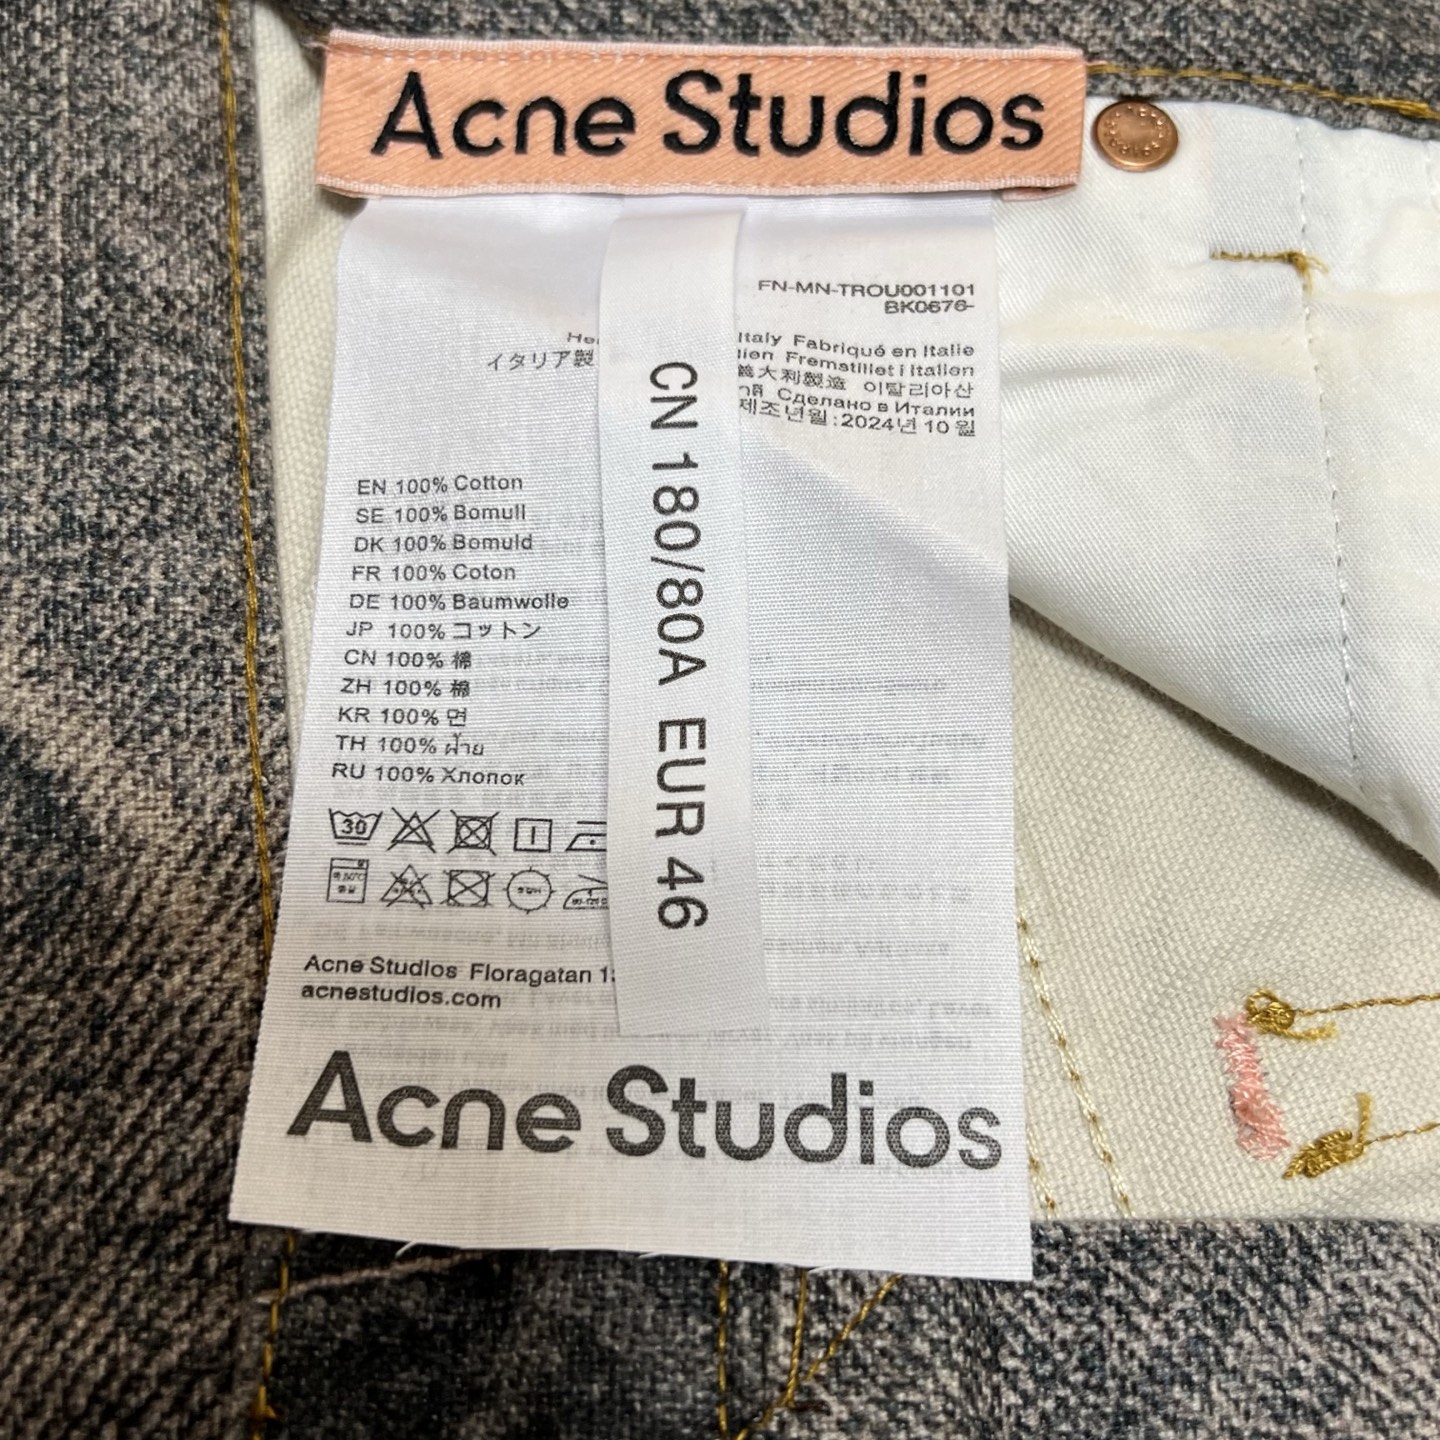 Acne Studios
FN-MN-TROU001101
BK0676-
Italy Fabriqué en Italie
イタリア製
Fremstillet i Italien
義大利製造 이탈리아산
Сделано в Италии
제조년월:2024년 10월
CN 180/80A EUR 46
EN 100% Cotton
SE 100% Bomull
DK 100% Bomuld
FR 100% Coton
DE 100% Baumwolle
JP 100% コットン
CN 100% 棉
ZH 100% 棉
KR 100% 면
TH 100% ฝ้าย
RU 100% Хлопок
30
Acne Studios Floragatan
acnestudios.com
Acne Studios